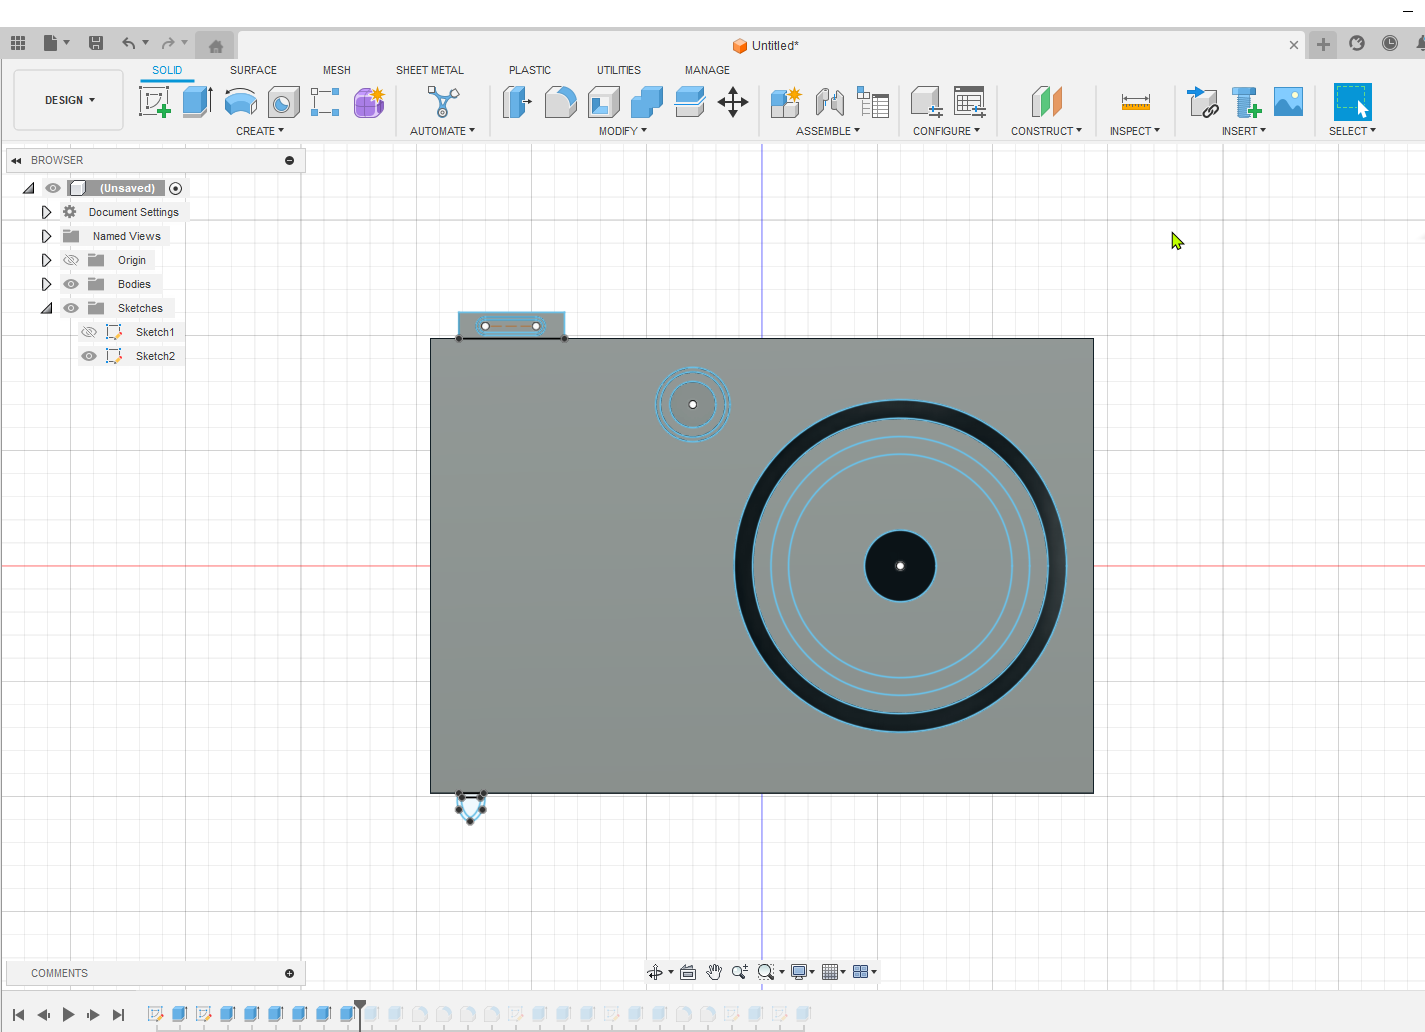 Untitled*
SOLID SURFACE MESH SHEET METAL PLASTIC UTILITIES MANAGE
DESIGN
CREATE AUTOMATE MODIFY ASSEMBLE CONFIGURE CONSTRUCT INSPECT INSERT SELECT
BROWSER
(Unsaved)
Document Settings
Named Views
Origin
Bodies
Sketches
Sketch1
Sketch2
COMMENTS